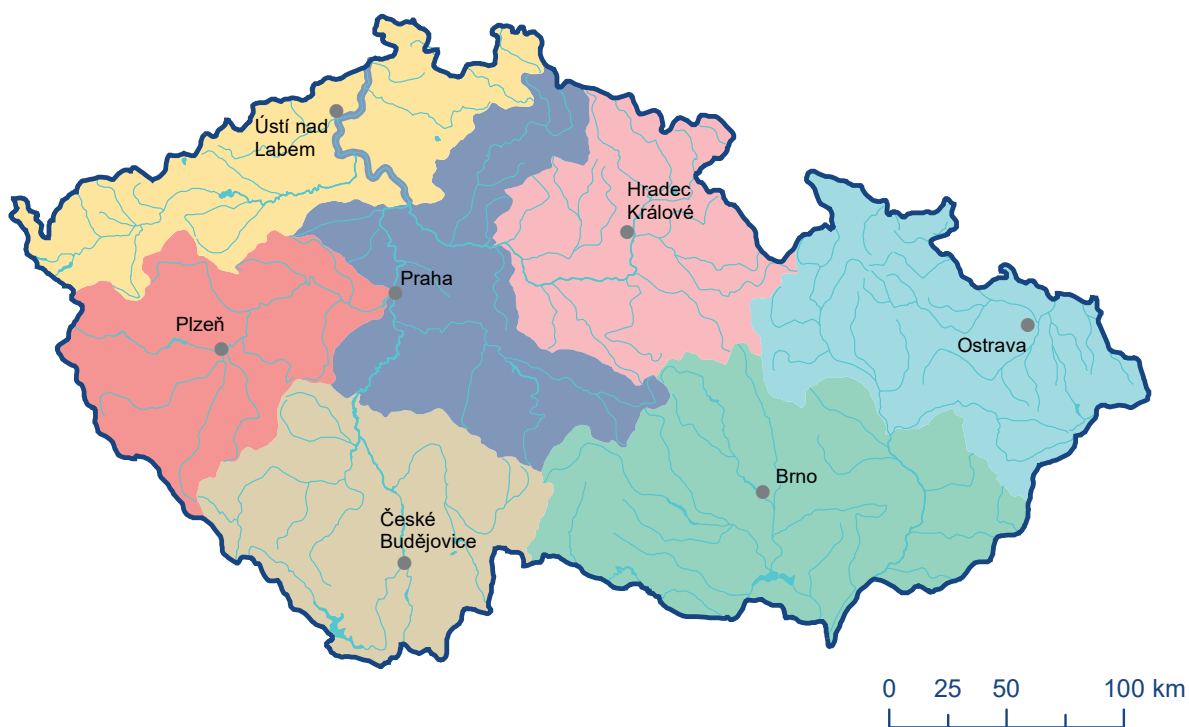 Ústí nad
Labem
Hradec
Králové
Praha
Plzeň
Ostrava
Brno
České
Budějovice
0 25 50 100 km